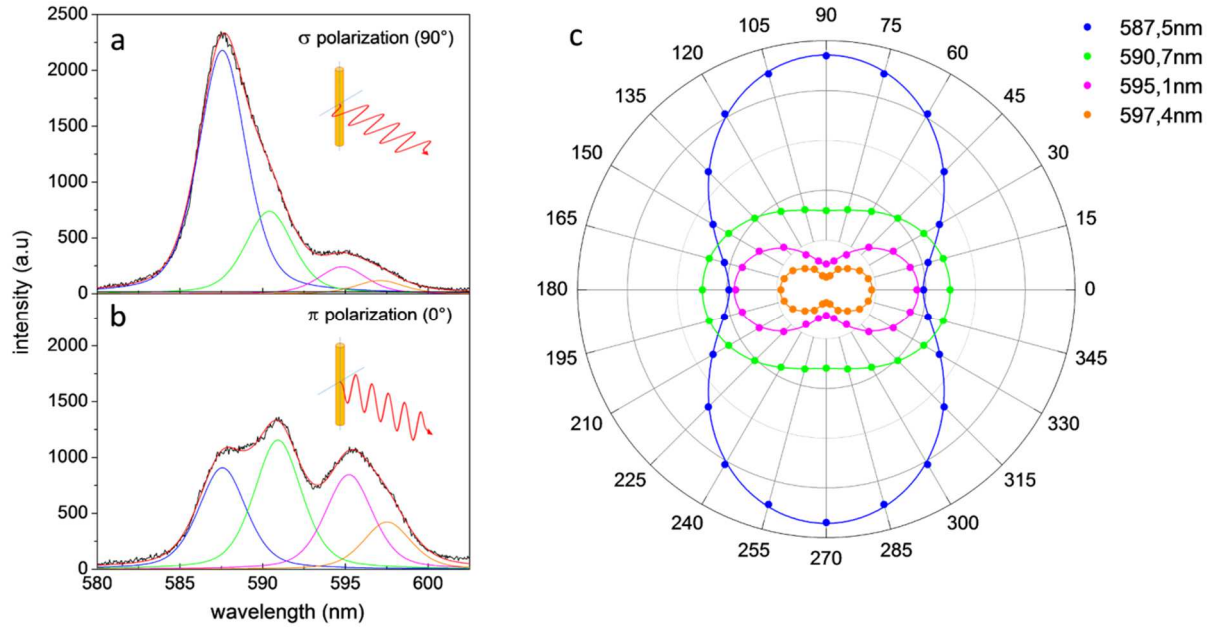 a
σ polarization (90°)
2500
2000
1500
1000
500
0
b
π polarization (0°)
2000
1500
1000
500
0
580 585 590 595 600
wavelength (nm)
intensity (a.u)
c
90
105 75
120 60
135 45
150 30
165 15
180 0
195 345
210 330
225 315
240 300
255 285
270
587,5nm
590,7nm
595,1nm
597,4nm